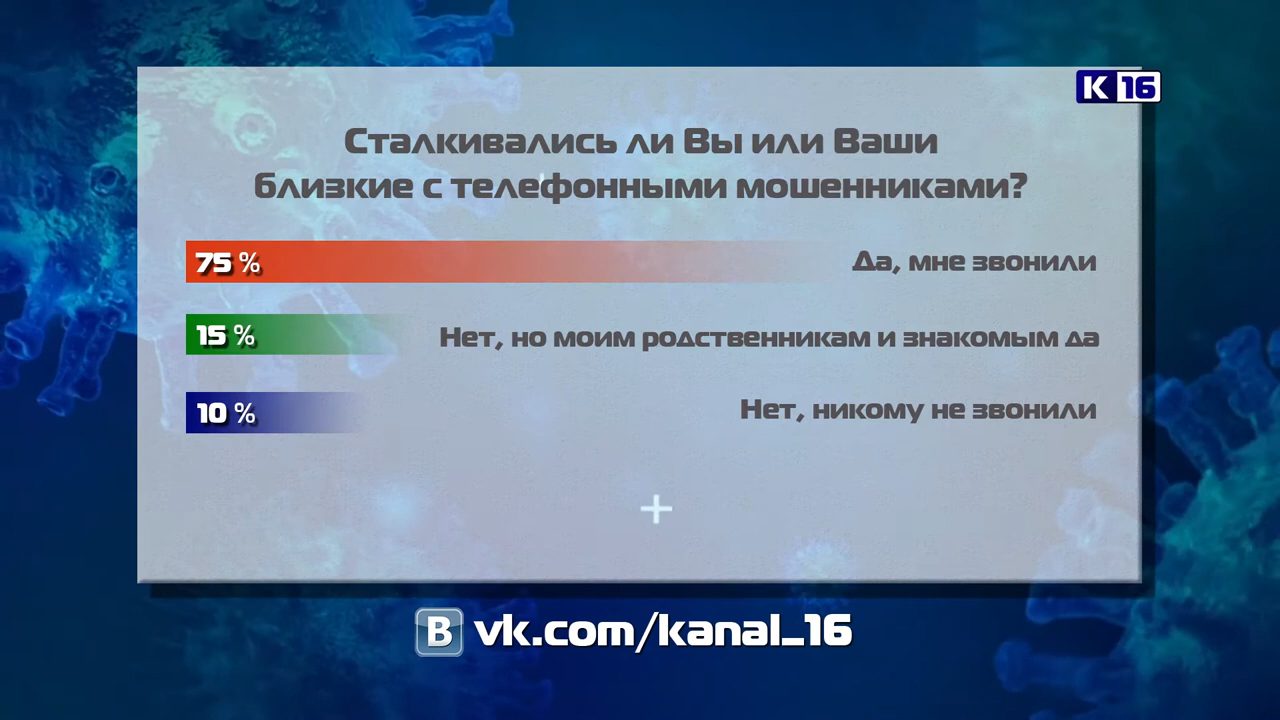 К 16
Сталкивались ли Вы или Ваши
близкие с телефонными мошенниками?
75 % Да, мне звонили
15 % Нет, но моим родственникам и знакомым да
10 % Нет, никому не звонили
В vk.com/kanal_16